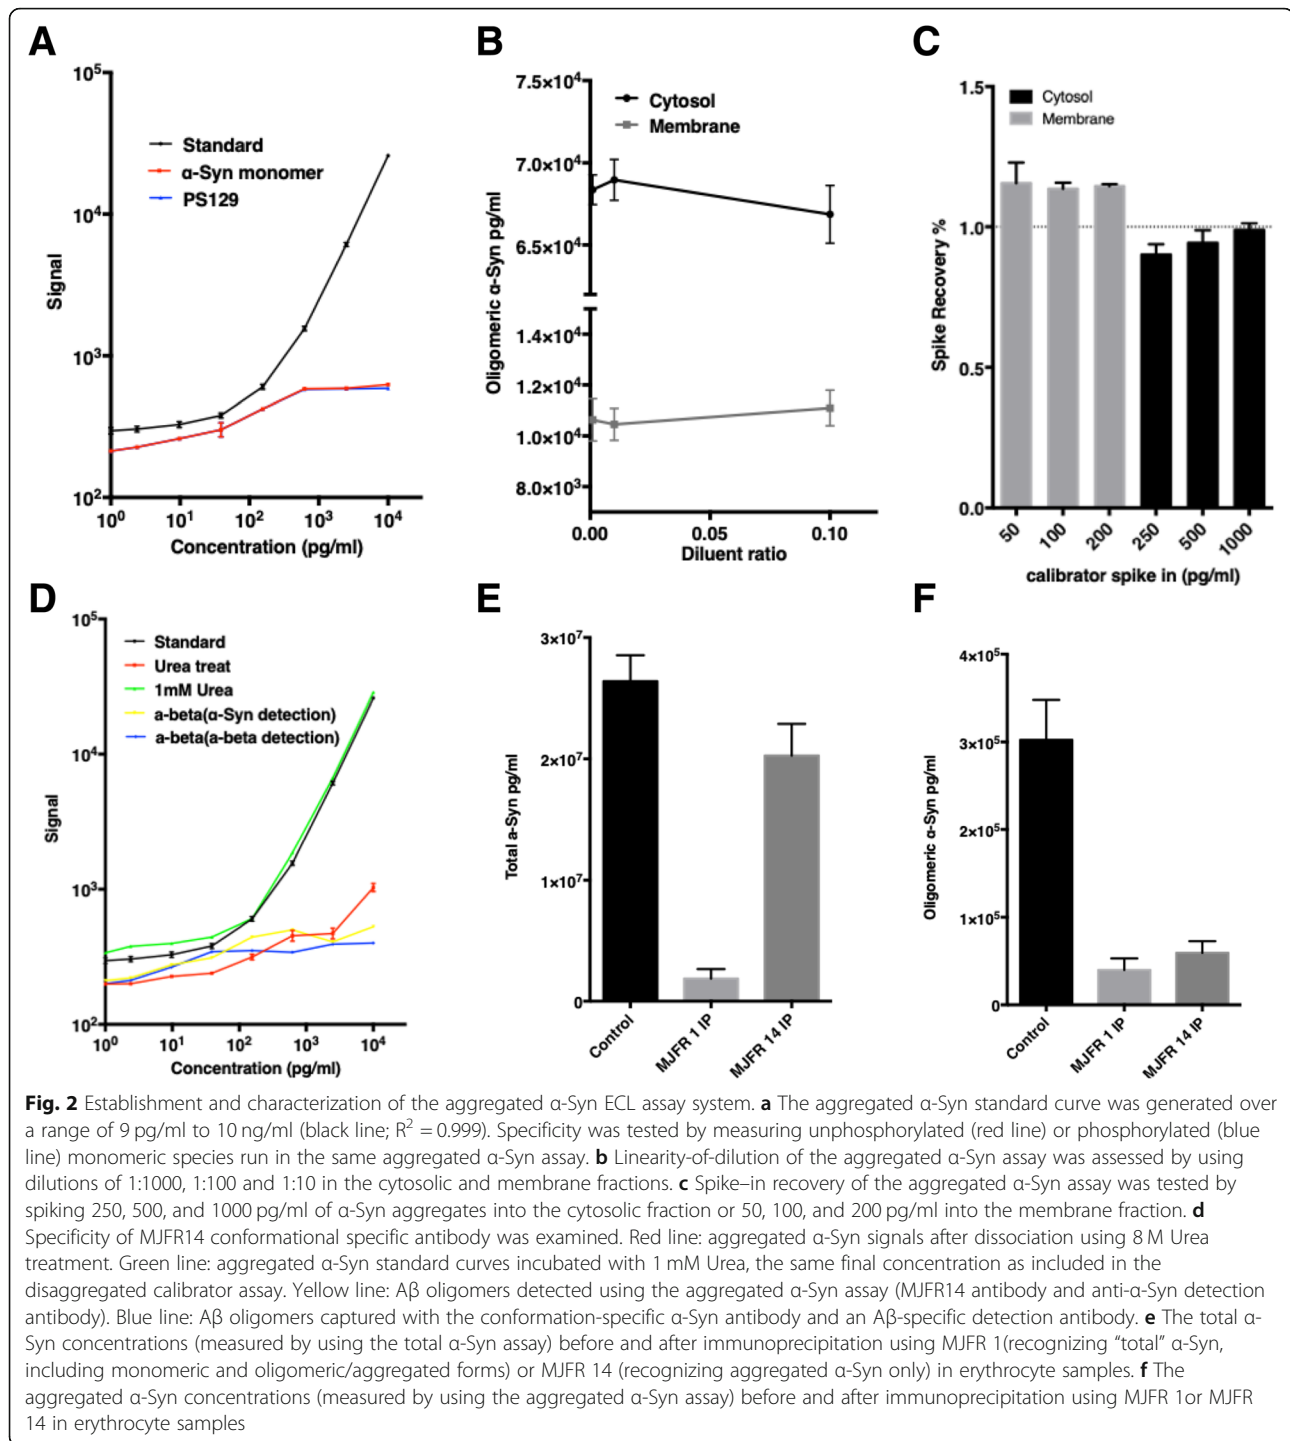 A
10⁵
10⁴
10³
10²
Signal
Standard
α-Syn monomer
PS129
10⁰ 10¹ 10² 10³ 10⁴
Concentration (pg/ml)
B
7.5×10⁴
7.0×10⁴
6.5×10⁴
1.4×10⁴
1.2×10⁴
1.0×10⁴
8.0×10³
Oligomeric α-Syn pg/ml
Cytosol
Membrane
0.00 0.05 0.10
Diluent ratio
C
1.5
1.0
0.5
0.0
Spike Recovery %
Cytosol
Membrane
50 100 200 250 500 1000
calibrator spike in (pg/ml)
D
10⁵
10⁴
10³
10²
Signal
Standard
Urea treat
1mM Urea
a-beta(α-Syn detection)
a-beta(a-beta detection)
10⁰ 10¹ 10² 10³ 10⁴
Concentration (pg/ml)
E
3×10⁷
2×10⁷
1×10⁷
0
Total a-Syn pg/ml
Control MJFR 1 IP MJFR 14 IP
F
4×10⁵
3×10⁵
2×10⁵
1×10⁵
0
Oligomeric α-Syn pg/ml
Control MJFR 1 IP MJFR 14 IP
Fig. 2 Establishment and characterization of the aggregated α-Syn ECL assay system. a The aggregated α-Syn standard curve was generated over
a range of 9 pg/ml to 10 ng/ml (black line; R² = 0.999). Specificity was tested by measuring unphosphorylated (red line) or phosphorylated (blue
line) monomeric species run in the same aggregated α-Syn assay. b Linearity-of-dilution of the aggregated α-Syn assay was assessed by using
dilutions of 1:1000, 1:100 and 1:10 in the cytosolic and membrane fractions. c Spike–in recovery of the aggregated α-Syn assay was tested by
spiking 250, 500, and 1000 pg/ml of α-Syn aggregates into the cytosolic fraction or 50, 100, and 200 pg/ml into the membrane fraction. d
Specificity of MJFR14 conformational specific antibody was examined. Red line: aggregated α-Syn signals after dissociation using 8 M Urea
treatment. Green line: aggregated α-Syn standard curves incubated with 1 mM Urea, the same final concentration as included in the
disaggregated calibrator assay. Yellow line: Aβ oligomers detected using the aggregated α-Syn assay (MJFR14 antibody and anti-α-Syn detection
antibody). Blue line: Aβ oligomers captured with the conformation-specific α-Syn antibody and an Aβ-specific detection antibody. e The total α-
Syn concentrations (measured by using the total α-Syn assay) before and after immunoprecipitation using MJFR 1(recognizing “total” α-Syn,
including monomeric and oligomeric/aggregated forms) or MJFR 14 (recognizing aggregated α-Syn only) in erythrocyte samples. f The
aggregated α-Syn concentrations (measured by using the aggregated α-Syn assay) before and after immunoprecipitation using MJFR 1or MJFR
14 in erythrocyte samples